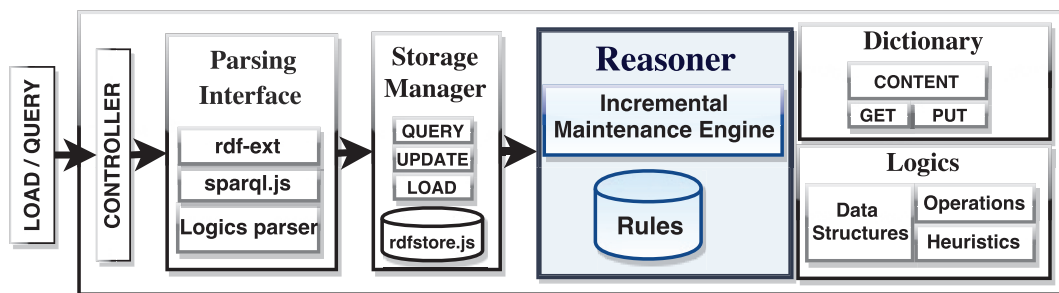 LOAD / QUERY
CONTROLLER
Parsing
Interface
rdf-ext
sparql.js
Logics parser
Storage
Manager
QUERY
UPDATE
LOAD
rdfstore.js
Reasoner
Incremental
Maintenance Engine
Rules
Dictionary
CONTENT
GET PUT
Logics
Data
Structures
Operations
Heuristics